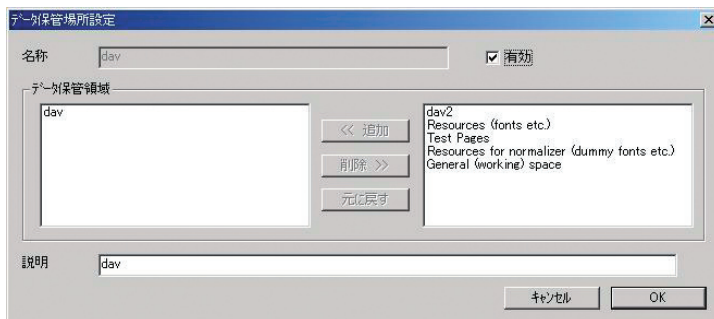 データ保管場所設定
名称
dav
有効
データ保管領域
dav
<< 追加
削除 >>
元に戻す
dav2
Resources (fonts etc.)
Test Pages
Resources for normalizer (dummy fonts etc.)
General (working) space
説明
dav
キャンセル
OK